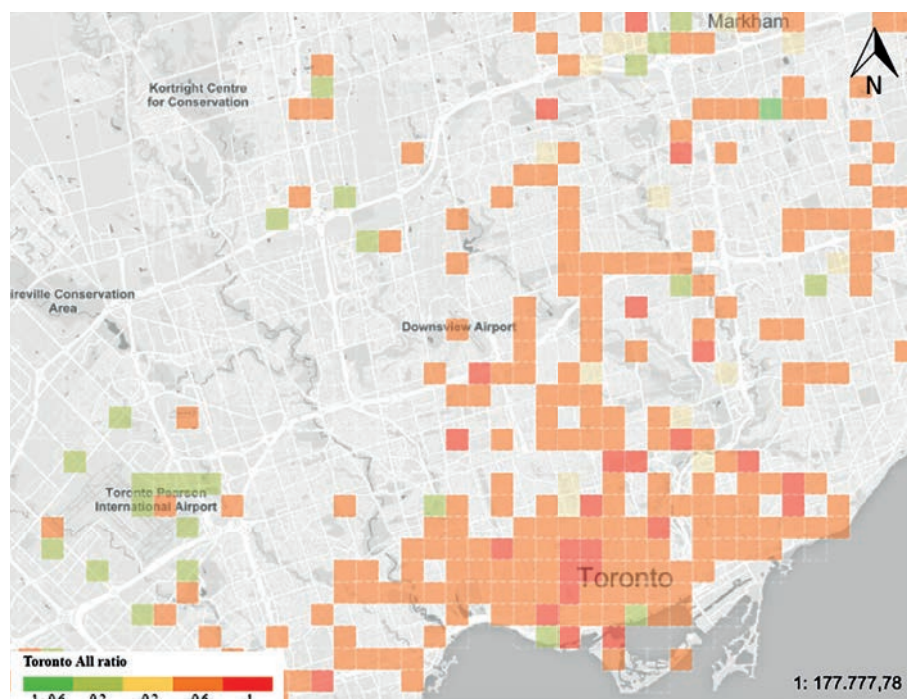 Markham
N
Kortright Centre
for Conservation
ireville Conservation
Area
Downsview Airport
Toronto Pearson
International Airport
Toronto
Toronto All ratio
1: 177.777,78